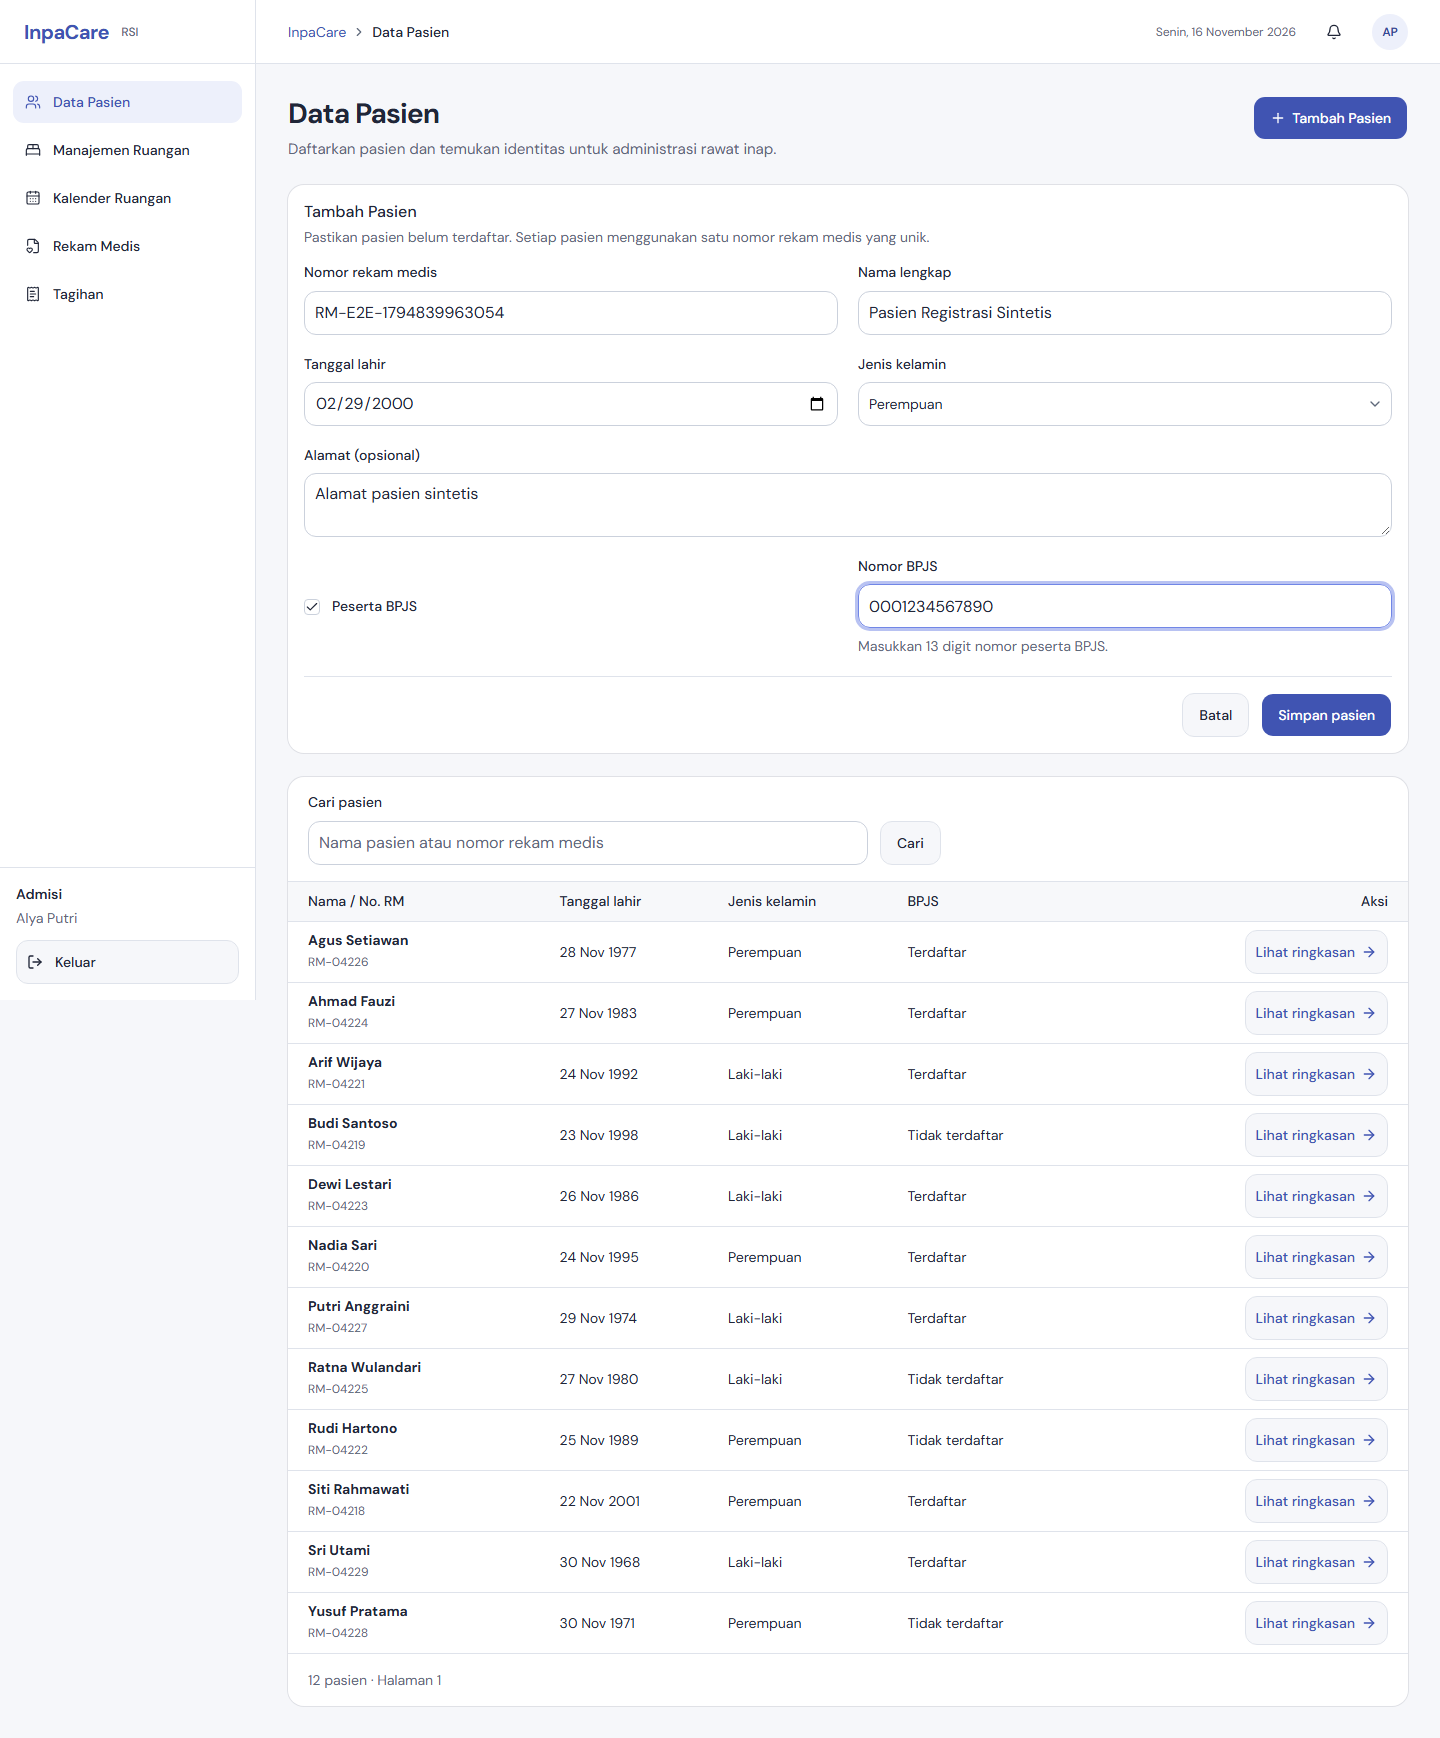 InpaCare RSI
InpaCare > Data Pasien
Senin, 16 November 2026
AP
Data Pasien
Manajemen Ruangan
Kalender Ruangan
Rekam Medis
Tagihan
Admisi
Alya Putri
Keluar
Data Pasien
Daftarkan pasien dan temukan identitas untuk administrasi rawat inap.
+ Tambah Pasien
Tambah Pasien
Pastikan pasien belum terdaftar. Setiap pasien menggunakan satu nomor rekam medis yang unik.
Nomor rekam medis
RM-E2E-1794839963054
Nama lengkap
Pasien Registrasi Sintetis
Tanggal lahir
02/29/2000
Jenis kelamin
Perempuan
Alamat (opsional)
Alamat pasien sintetis
Peserta BPJS
Nomor BPJS
0001234567890
Masukkan 13 digit nomor peserta BPJS.
Batal
Simpan pasien
Cari pasien
Nama pasien atau nomor rekam medis
Cari
Nama / No. RM Tanggal lahir Jenis kelamin BPJS Aksi
Agus Setiawan
RM-04226
28 Nov 1977 Perempuan Terdaftar Lihat ringkasan →
Ahmad Fauzi
RM-04224
27 Nov 1983 Perempuan Terdaftar Lihat ringkasan →
Arif Wijaya
RM-04221
24 Nov 1992 Laki-laki Terdaftar Lihat ringkasan →
Budi Santoso
RM-04219
23 Nov 1998 Laki-laki Tidak terdaftar Lihat ringkasan →
Dewi Lestari
RM-04223
26 Nov 1986 Laki-laki Terdaftar Lihat ringkasan →
Nadia Sari
RM-04220
24 Nov 1995 Perempuan Terdaftar Lihat ringkasan →
Putri Anggraini
RM-04227
29 Nov 1974 Laki-laki Terdaftar Lihat ringkasan →
Ratna Wulandari
RM-04225
27 Nov 1980 Laki-laki Tidak terdaftar Lihat ringkasan →
Rudi Hartono
RM-04222
25 Nov 1989 Perempuan Tidak terdaftar Lihat ringkasan →
Siti Rahmawati
RM-04218
22 Nov 2001 Perempuan Terdaftar Lihat ringkasan →
Sri Utami
RM-04229
30 Nov 1968 Laki-laki Terdaftar Lihat ringkasan →
Yusuf Pratama
RM-04228
30 Nov 1971 Perempuan Tidak terdaftar Lihat ringkasan →
12 pasien · Halaman 1